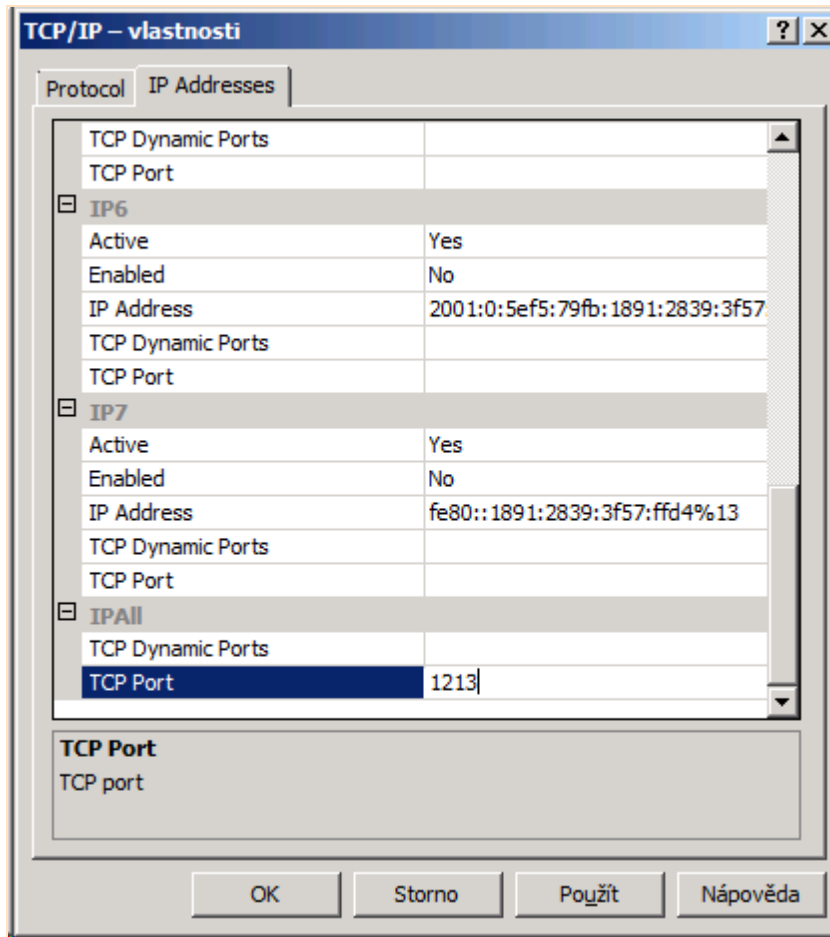 TCP/IP – vlastnosti
Protocol IP Addresses
TCP Dynamic Ports
TCP Port
IP6
Active Yes
Enabled No
IP Address 2001:0:5ef5:79fb:1891:2839:3f57:
TCP Dynamic Ports
TCP Port
IP7
Active Yes
Enabled No
IP Address fe80::1891:2839:3f57:ffd4%13
TCP Dynamic Ports
TCP Port
IPAll
TCP Dynamic Ports
TCP Port 1213
TCP Port
TCP port
OK Storno Použít Nápověda